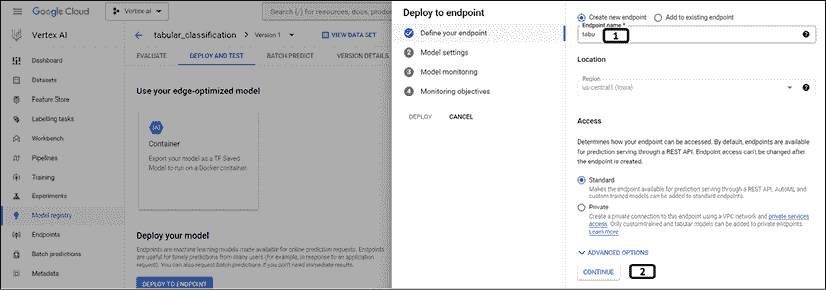 Google Cloud
Vertex-ai
Search (/) for resources, docs, products,
Vertex AI
Dashboard
Datasets
Feature Store
Labelling tasks
Workbench
Pipelines
Training
Experiments
Model registry
Endpoints
Batch predictions
Metadata
tabular_classification
Version 1
VIEW DATA SET
EVALUATE
DEPLOY AND TEST
BATCH PREDICT
VERSION DETAILS
Use your edge-optimized model
Container
Export your model as a TF Saved
Model to run on a Docker container.
Deploy your model
Endpoints are machine learning models made available for online prediction requests. Endpoints
are useful for timely predictions from many users (for example, in response to an application
request). You can also request batch predictions if you don't need immediate results.
DEPLOY TO ENDPOINT
Deploy to endpoint
Define your endpoint
2 Model settings
3 Model monitoring
4 Monitoring objectives
DEPLOY
CANCEL
Create new endpoint
Add to existing endpoint
Endpoint name *
tabu
1
Location
Region
us-central1 (Iowa)
Access
Determines how your endpoint can be accessed. By default, endpoints are available
for prediction serving through a REST API. Endpoint access can't be changed after
the endpoint is created.
Standard
Makes the endpoint available for prediction serving through a REST API. AutoML and
custom trained models can be added to standard endpoints.
Private
Create a private connection to this endpoint using a VPC network and private services
access. Only custom-trained and tabular models can be added to private endpoints.
Learn more
ADVANCED OPTIONS
CONTINUE
2